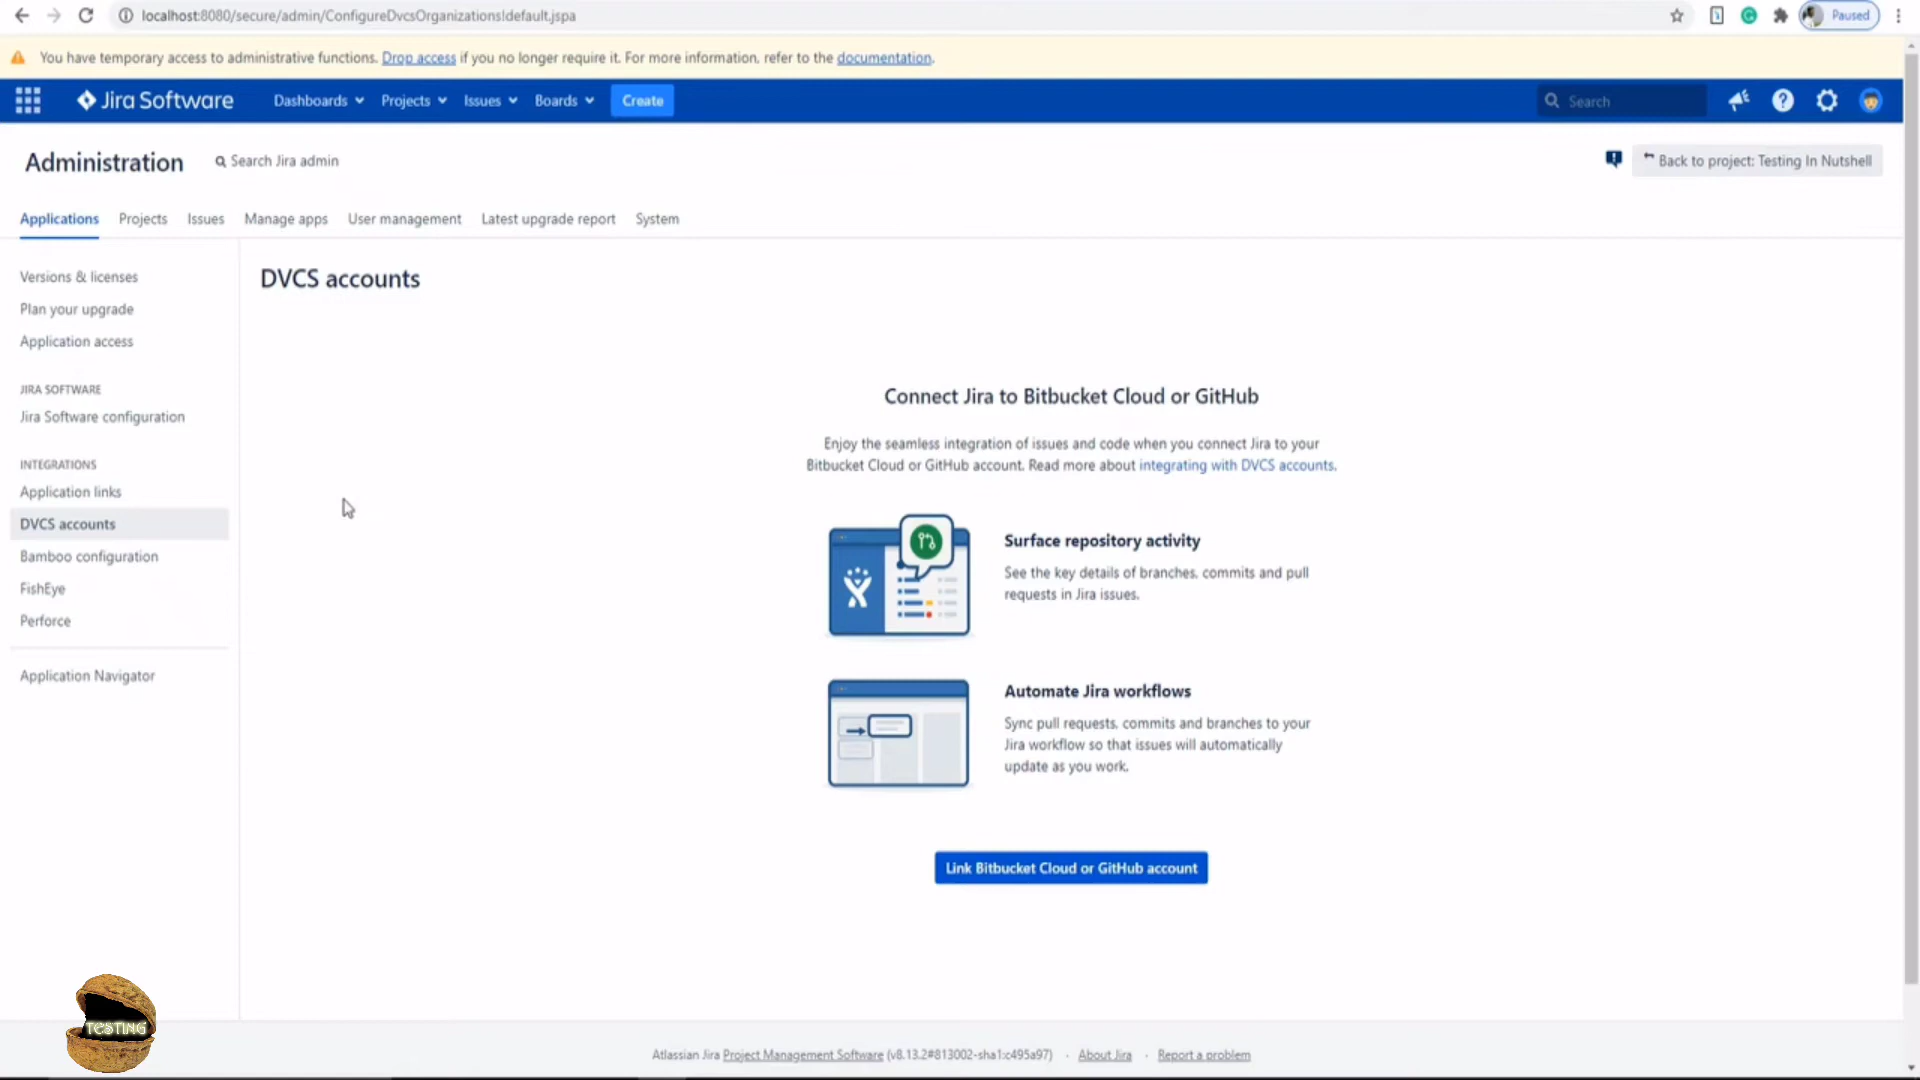 localhost:8080/secure/admin/ConfigureDvcsOrganizations!default.jspa
Paused
You have temporary access to administrative functions. Drop access if you no longer require it. For more information, refer to the documentation.
Jira Software
Dashboards
Projects
Issues
Boards
Create
Search
Administration
Search Jira admin
Back to project: Testing In Nutshell
Applications
Projects
Issues
Manage apps
User management
Latest upgrade report
System
Versions & licenses
Plan your upgrade
Application access
JIRA SOFTWARE
Jira Software configuration
INTEGRATIONS
Application links
DVCS accounts
Bamboo configuration
FishEye
Perforce
Application Navigator
DVCS accounts
Connect Jira to Bitbucket Cloud or GitHub
Enjoy the seamless integration of issues and code when you connect Jira to your
Bitbucket Cloud or GitHub account. Read more about integrating with DVCS accounts.
Surface repository activity
See the key details of branches, commits and pull
requests in Jira issues.
Automate Jira workflows
Sync pull requests, commits and branches to your
Jira workflow so that issues will automatically
update as you work.
Link Bitbucket Cloud or GitHub account
TESTING
Atlassian Jira Project Management Software (v8.13.2#813002-sha1:c495a97) · About Jira · Report a problem